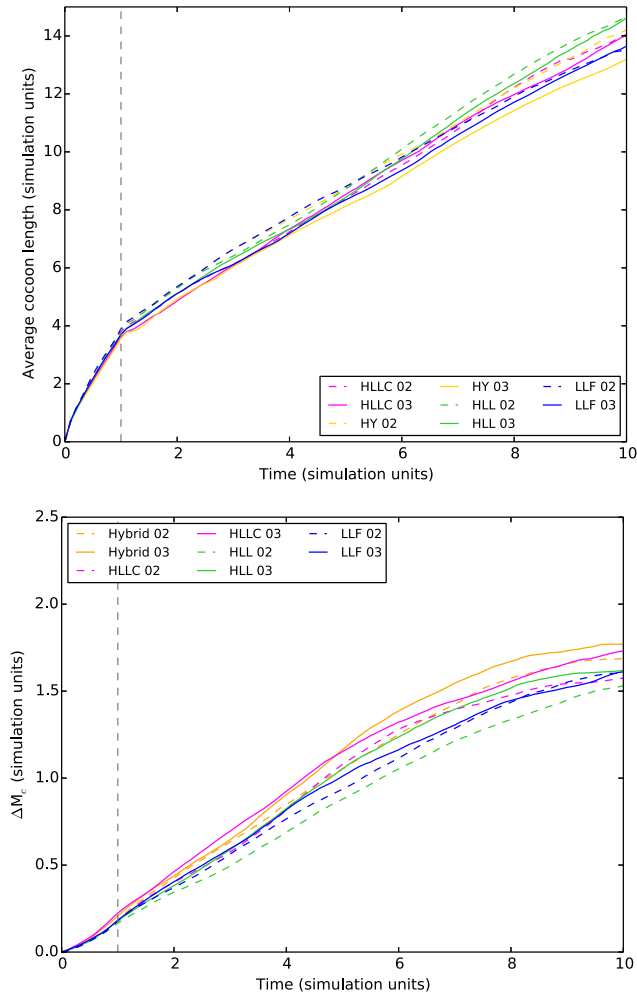 14
12
10
8
6
4
2
0
Average cocoon length (simulation units)
HLLC 02 HY 03 LLF 02
HLLC 03 HLL 02 LLF 03
HY 02 HLL 03
0 2 4 6 8 10
Time (simulation units)
2.5
2.0
1.5
1.0
0.5
0.0
ΔM_c (simulation units)
Hybrid 02 HLLC 03 LLF 02
Hybrid 03 HLL 02 LLF 03
HLLC 02 HLL 03
0 2 4 6 8 10
Time (simulation units)